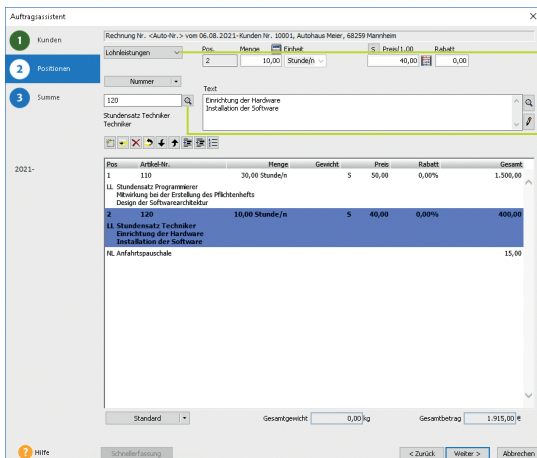 Auftragsassistent
1 Kunden
2 Positionen
3 Summe
2021-
Rechnung Nr. <Auto-Nr.> vom 06.08.2021-Kunden Nr. 10001, Autohaus Meier, 68259 Mannheim
Lohnleistungen Pos. Menge Einheit S Preis/1,00 Rabatt
2 10,00 Stunde/n 40,00 0,00
Nummer Text
120 Einrichtung der Hardware
Installation der Software
Stundensatz Techniker
Techniker
Pos Artikel-Nr. Menge Gewicht Preis Rabatt Gesamt
1 110 30,00 Stunde/n S 50,00 0,00% 1.500,00
LL Stundensatz Programmierer
Mitwirkung bei der Erstellung des Pflichtenhefts
Design der Softwarearchitektur
2 120 10,00 Stunde/n S 40,00 0,00% 400,00
LL Stundensatz Techniker
Einrichtung der Hardware
Installation der Software
NL Anfahrtspauschale 15,00
Standard Gesamtgewicht 0,00 kg Gesamtbetrag 1.915,00 €
? Hilfe Schnellerfassung < Zurück Weiter > Abbrechen